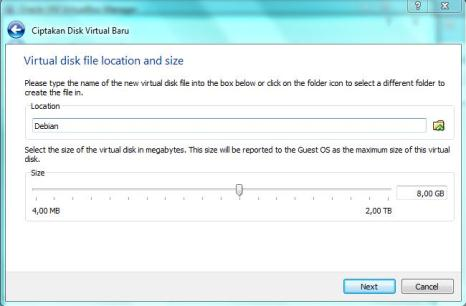 Ciptakan Disk Virtual Baru
Virtual disk file location and size
Please type the name of the new virtual disk file into the box below or click on the folder icon to select a different folder to
create the file in.
Location
Debian
Select the size of the virtual disk in megabytes. This size will be reported to the Guest OS as the maximum size of this virtual
disk.
Size
8,00 GB
4,00 MB 2,00 TB
Next Cancel